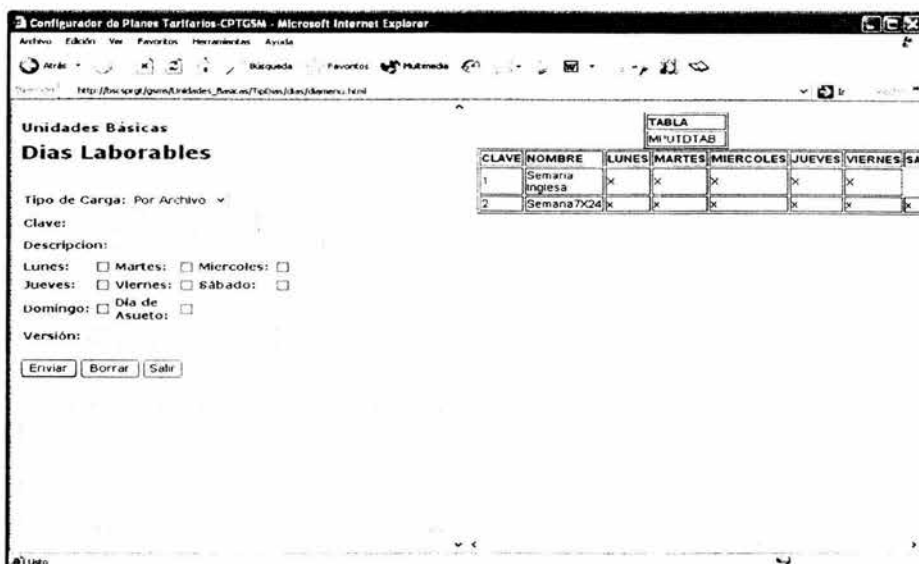 Configurador de Planes Tarifarios-CPTGSM - Microsoft Internet Explorer
Archivo Edición Ver Favoritos Herramientas Ayuda
Atrás Búsqueda Favoritos Multimedia
Ir
Unidades Básicas
Dias Laborables
Tipo de Carga: Por Archivo
Clave:
Descripcion:
Lunes: Martes: Miercoles:
Jueves: Viernes: Sábado:
Domingo: Día de Asueto:
Versión:
Enviar Borrar Salir
TABLA
MPUTDTAB
CLAVE NOMBRE LUNES MARTES MIERCOLES JUEVES VIERNES SA
1 Semana Inglesa x x x x x
2 Semana7X24 x x x x x x
Listo